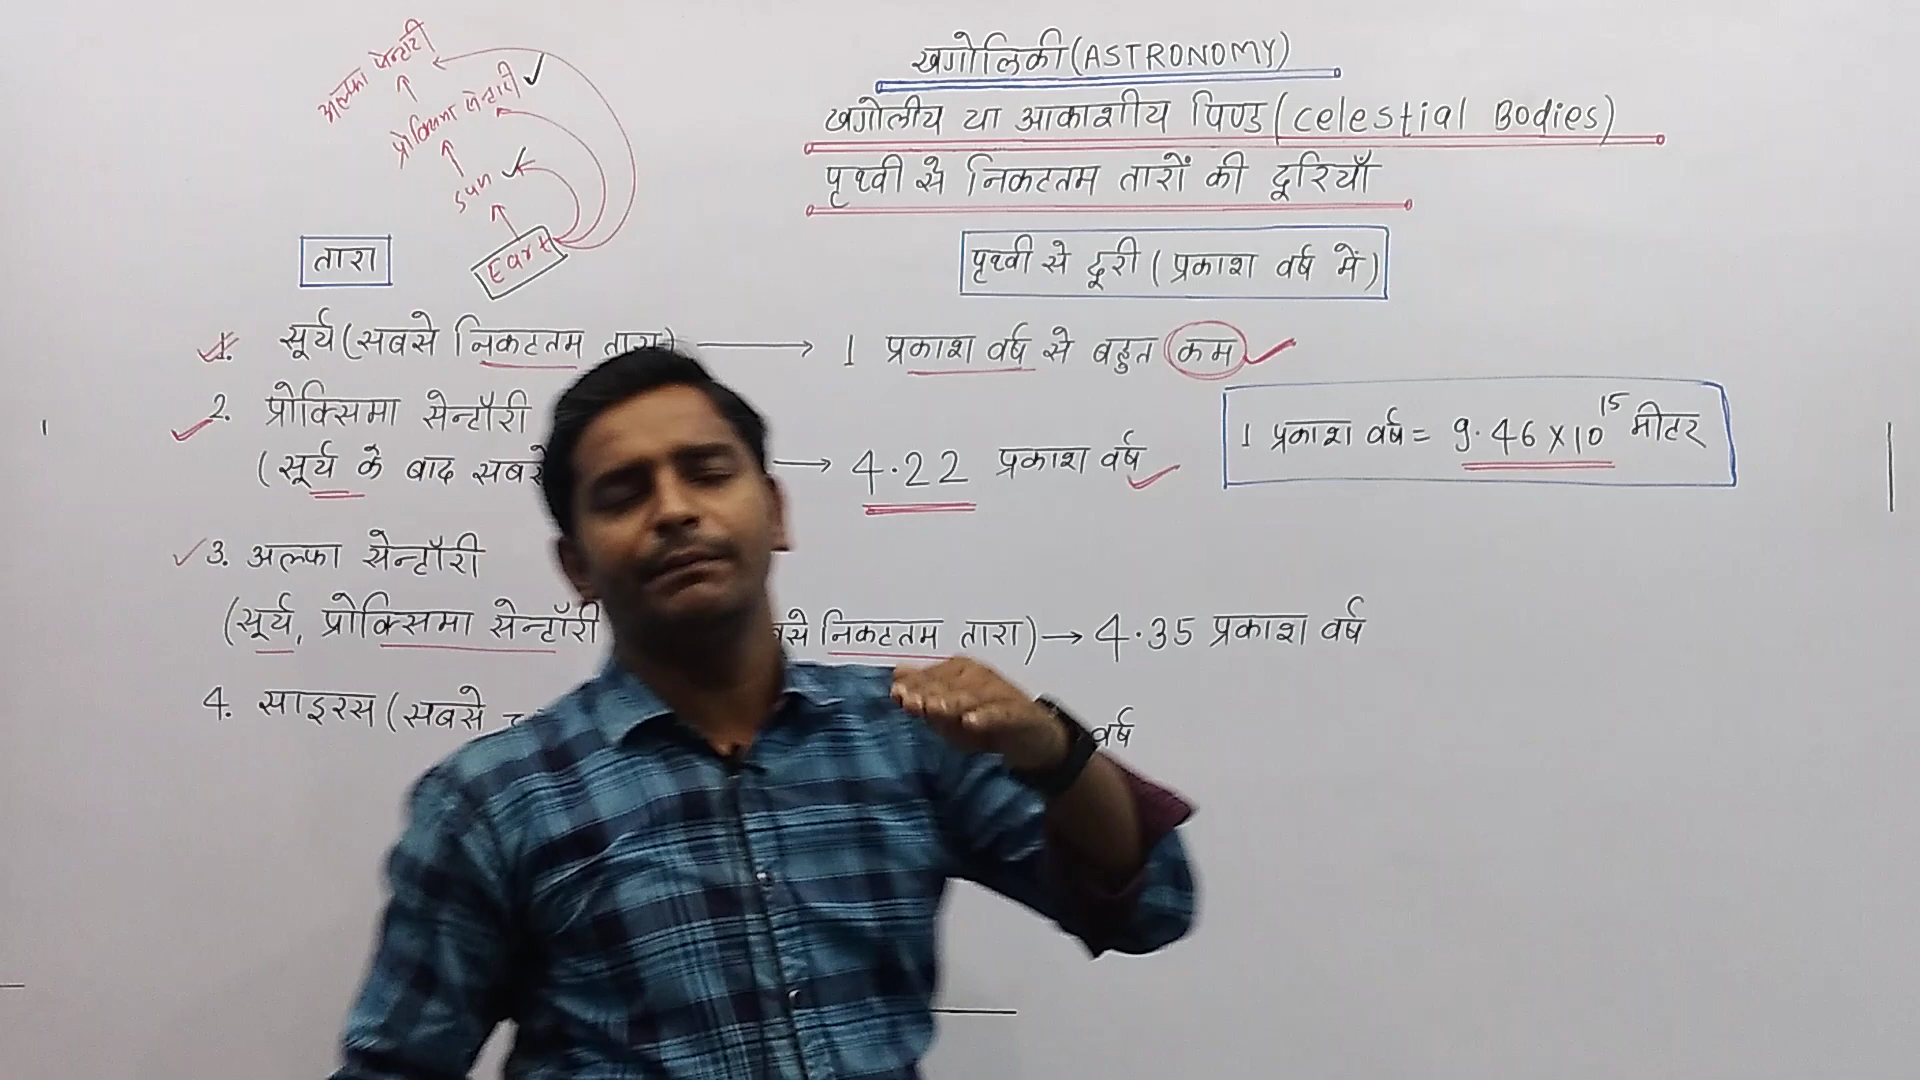 खगोलिकी (ASTRONOMY)
खगोलीय या आकाशीय पिण्ड (Celestial Bodies)
पृथ्वी से निकटतम तारों की दूरियाँ
अल्फा सेन्टॉरी
प्रोक्सिमा सेन्टॉरी
Sun
Earth
तारा
पृथ्वी से दूरी (प्रकाश वर्ष में)
1. सूर्य (सबसे निकटतम तारा) → 1 प्रकाश वर्ष से बहुत कम
2. प्रोक्सिमा सेन्टॉरी
(सूर्य के बाद सबसे → 4.22 प्रकाश वर्ष
1 प्रकाश वर्ष = 9.46 × 10¹⁵ मीटर
3. अल्फा सेन्टॉरी
(सूर्य, प्रोक्सिमा सेन्टॉरी निकटतम तारा) → 4.35 प्रकाश वर्ष
4. साइरस (सबसे वर्ष